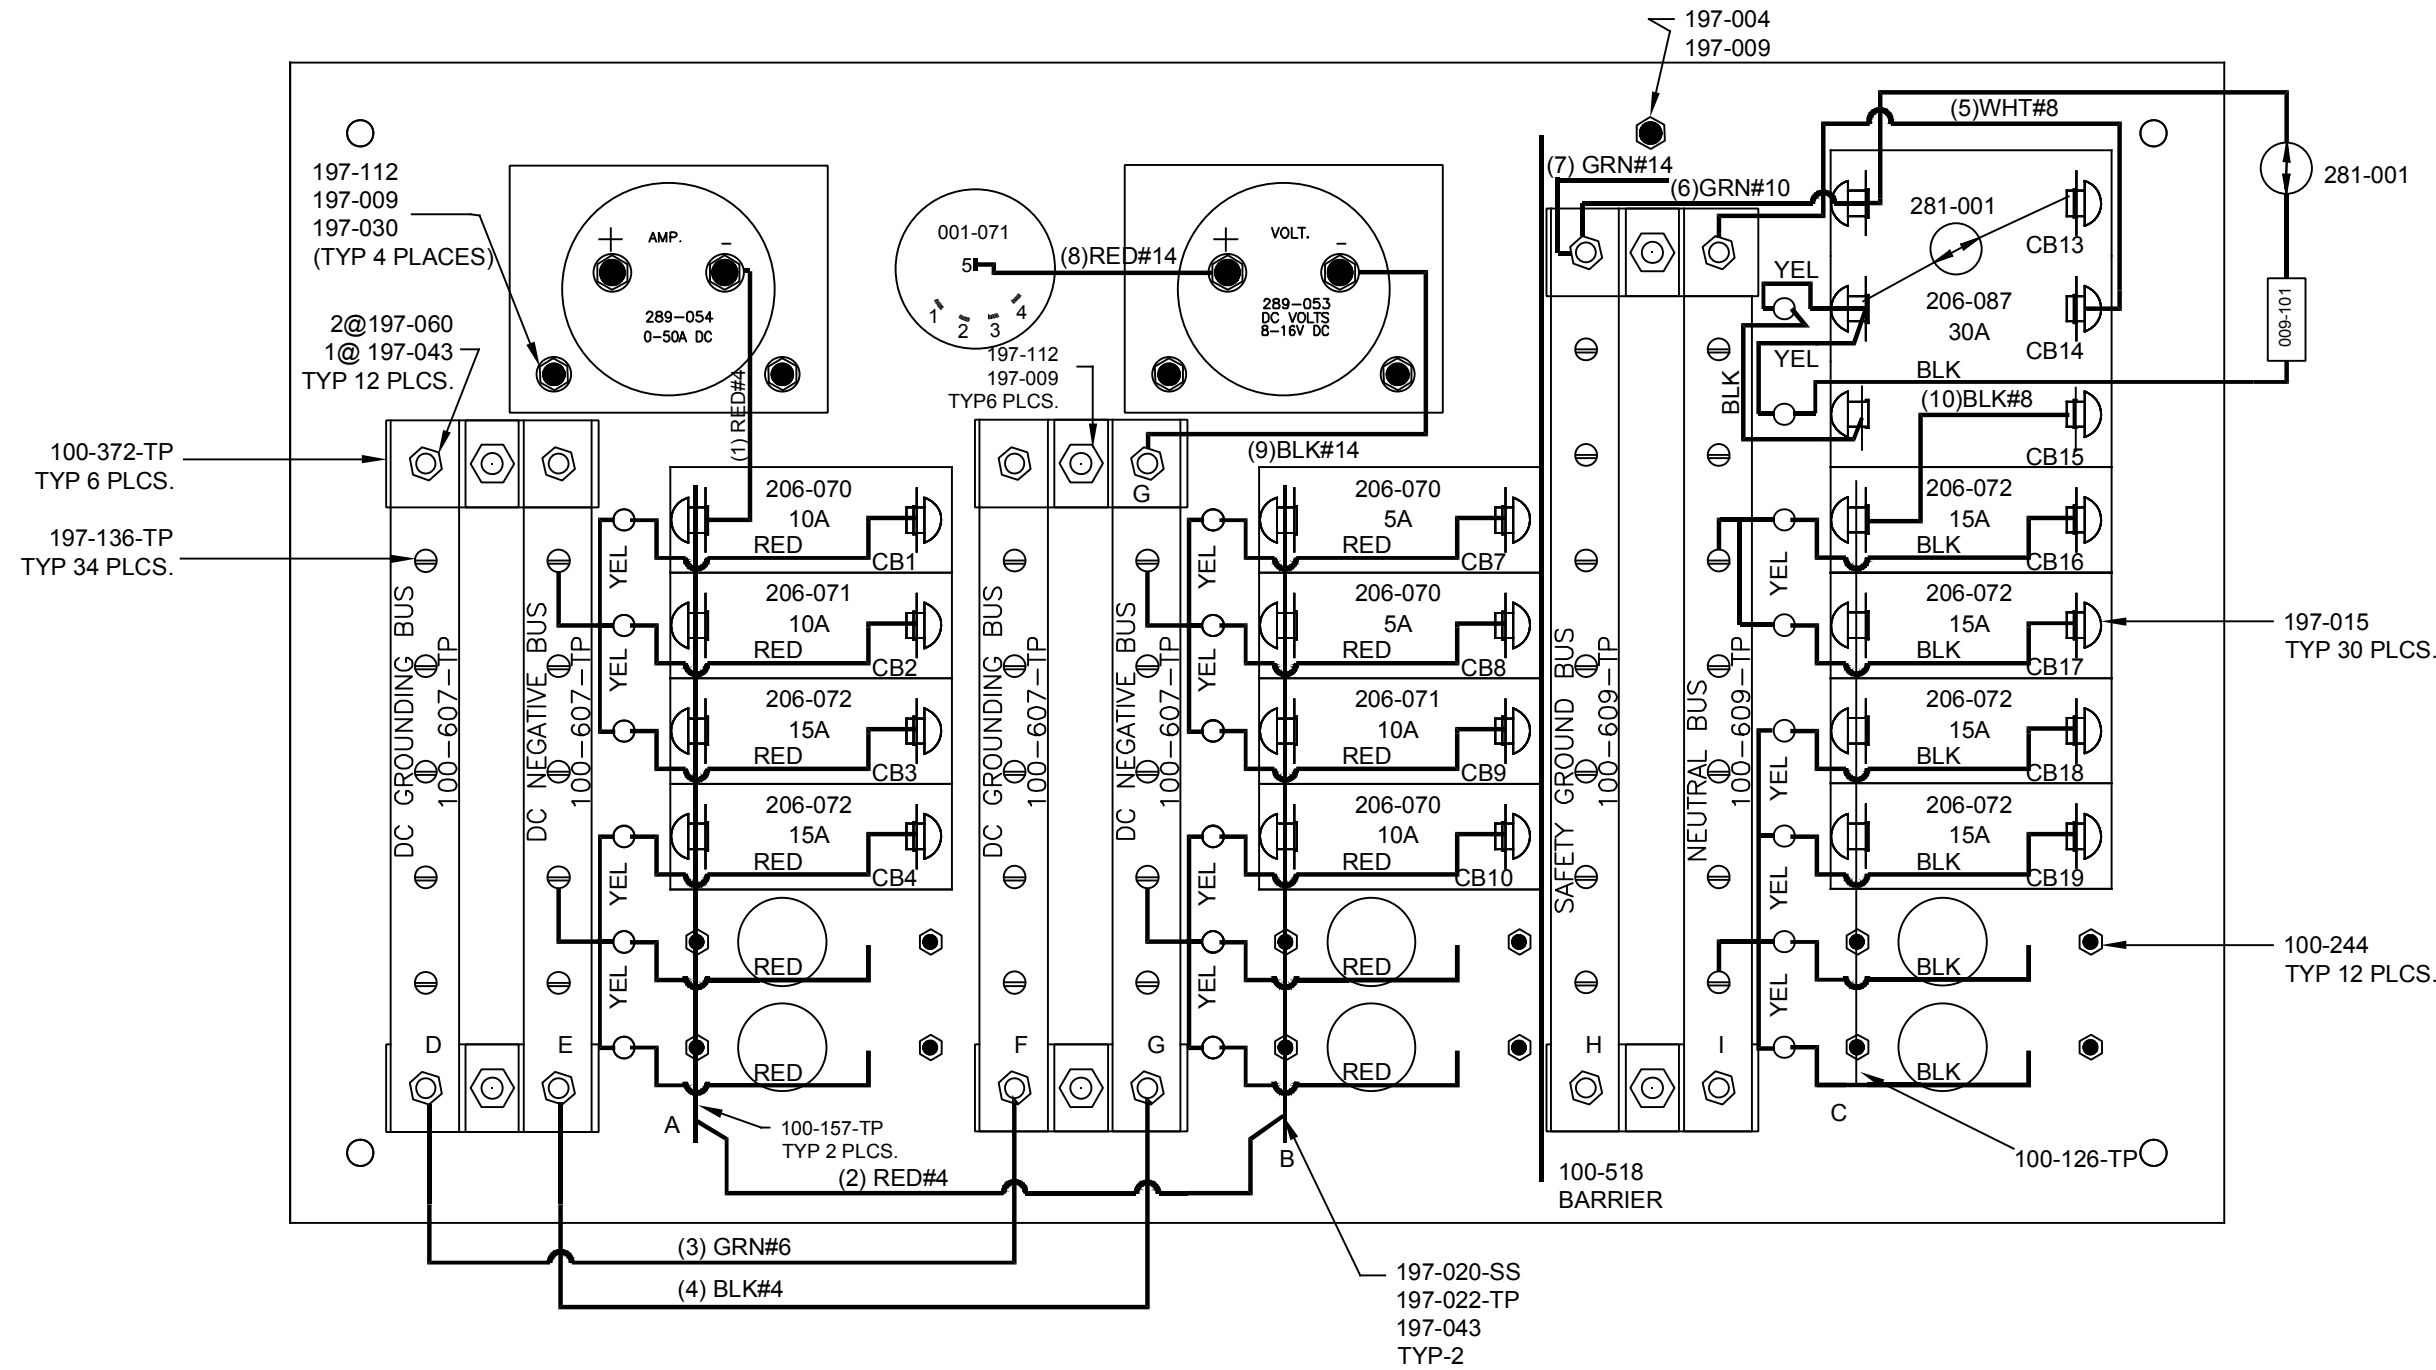 197-004
197-009
(5)WHT#8
281-001
009-101
(7) GRN#14
(6)GRN#10
197-112
197-009
197-030
(TYP 4 PLACES)
2@197-060
1@ 197-043
TYP 12 PLCS.
100-372-TP
TYP 6 PLCS.
197-136-TP
TYP 34 PLCS.
+
AMP.
-
289-054
0-50A DC
(1) RED#4
001-071
5
1
2
3
4
(8)RED#14
+
VOLT.
-
289-053
DC VOLTS
8-16V DC
197-112
197-009
TYP6 PLCS.
(9)BLK#14
G
281-001
CB13
206-087
30A
CB14
YEL
YEL
BLK
BLK
(10)BLK#8
CB15
DC GROUNDING BUS
100-607-TP
DC NEGATIVE BUS
100-607-TP
YEL
YEL
YEL
YEL
206-070
10A
RED
CB1
206-071
10A
RED
CB2
206-072
15A
RED
CB3
206-072
15A
RED
CB4
RED
RED
DC GROUNDING BUS
100-607-TP
DC NEGATIVE BUS
100-607-TP
YEL
YEL
YEL
YEL
206-070
5A
RED
CB7
206-070
5A
RED
CB8
206-071
10A
RED
CB9
206-070
10A
RED
CB10
RED
RED
SAFETY GROUND BUS
100-609-TP
NEUTRAL BUS
100-609-TP
YEL
YEL
YEL
YEL
206-072
15A
BLK
CB16
206-072
15A
BLK
CB17
206-072
15A
BLK
CB18
206-072
15A
BLK
CB19
BLK
BLK
197-015
TYP 30 PLCS.
100-244
TYP 12 PLCS.
D
E
F
G
H
I
A
B
C
100-157-TP
TYP 2 PLCS.
100-126-TP
100-518
BARRIER
(2) RED#4
(3) GRN#6
(4) BLK#4
197-020-SS
197-022-TP
197-043
TYP-2